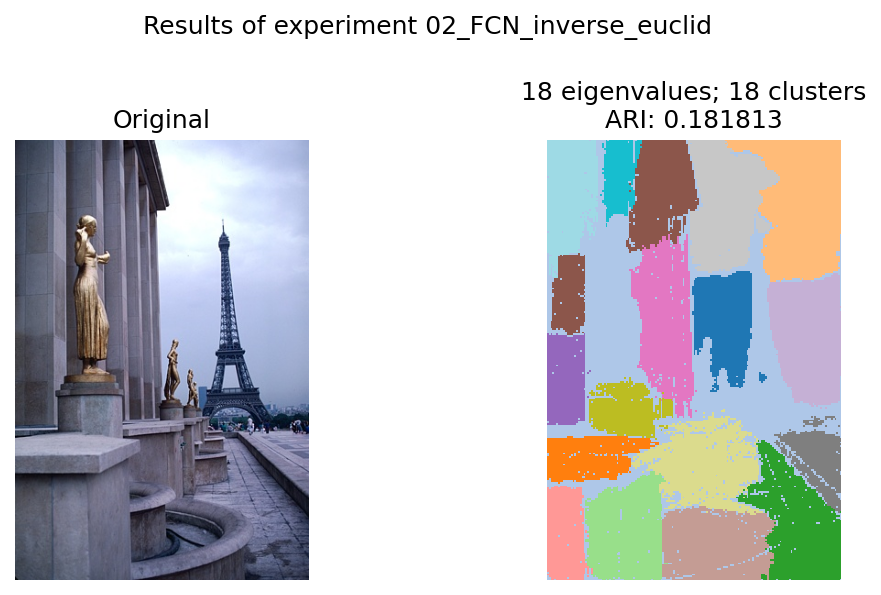 Results of experiment 02_FCN_inverse_euclid
Original
18 eigenvalues; 18 clusters
ARI: 0.181813